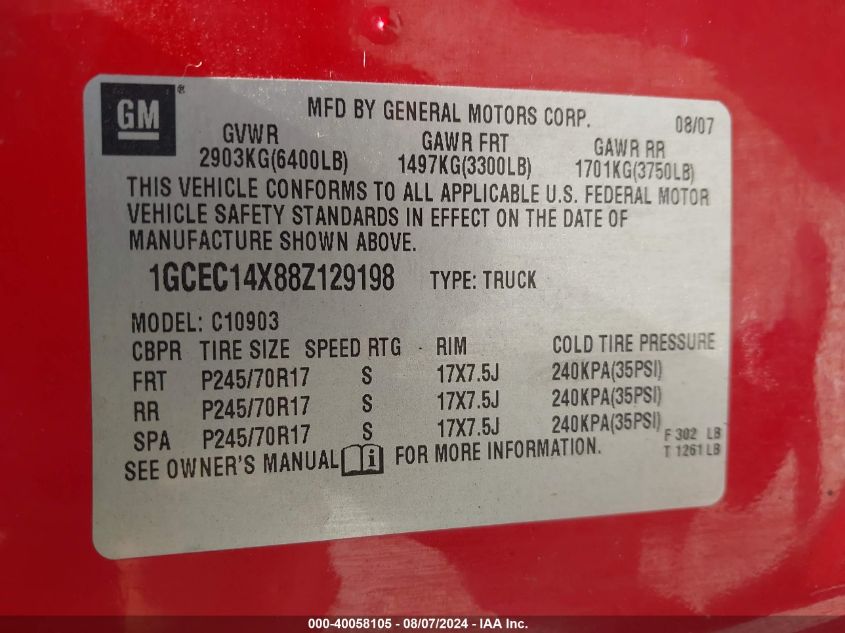 GM ® MFD BY GENERAL MOTORS CORP. 08/07
GVWR GAWR FRT GAWR RR
2903KG(6400LB) 1497KG(3300LB) 1701KG(3750LB)
THIS VEHICLE CONFORMS TO ALL APPLICABLE U.S. FEDERAL MOTOR
VEHICLE SAFETY STANDARDS IN EFFECT ON THE DATE OF
MANUFACTURE SHOWN ABOVE.
1GCEC14X88Z129198 TYPE: TRUCK
MODEL: C10903
CBPR TIRE SIZE SPEED RTG RIM COLD TIRE PRESSURE
FRT P245/70R17 S 17X7.5J 240KPA(35PSI)
RR P245/70R17 S 17X7.5J 240KPA(35PSI)
SPA P245/70R17 S 17X7.5J 240KPA(35PSI)
F 302 LB
T 1261 LB
SEE OWNER'S MANUAL i FOR MORE INFORMATION.
000-40058105 - 08/07/2024 - IAA Inc.